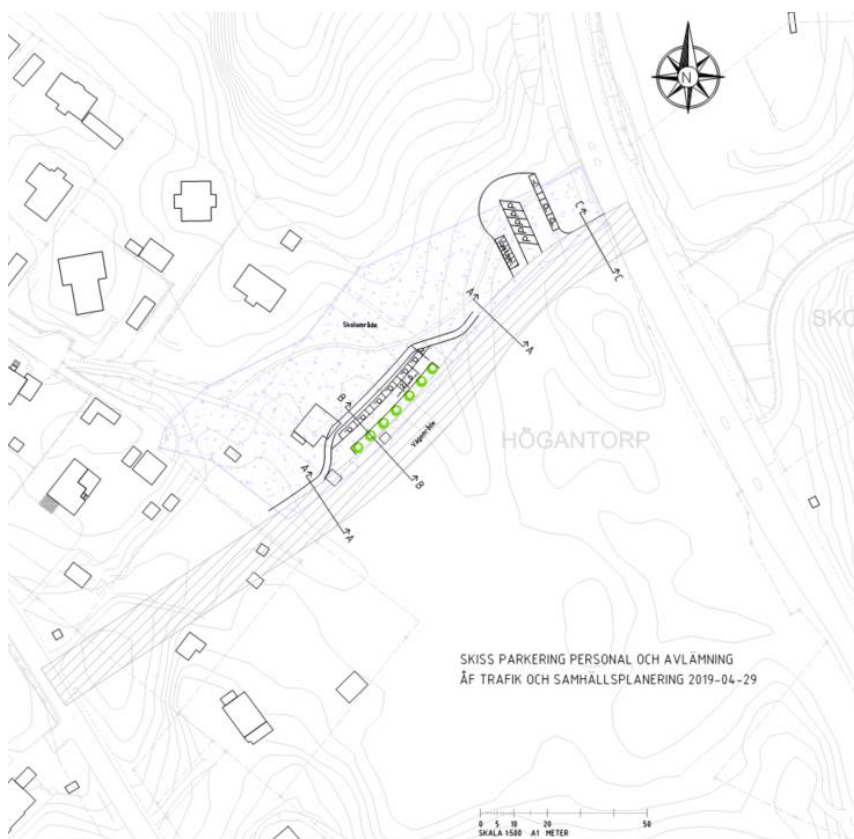 N
C
C
A
Skolområde
A
SKO
B
Vägområde
HÖGANTORP
A
B
A
SKISS PARKERING PERSONAL OCH AVLÄMNING
ÅF TRAFIK OCH SAMHÄLLSPLANERING 2019-04-29
0 5 10 20 50
SKALA 1:500 A1 METER